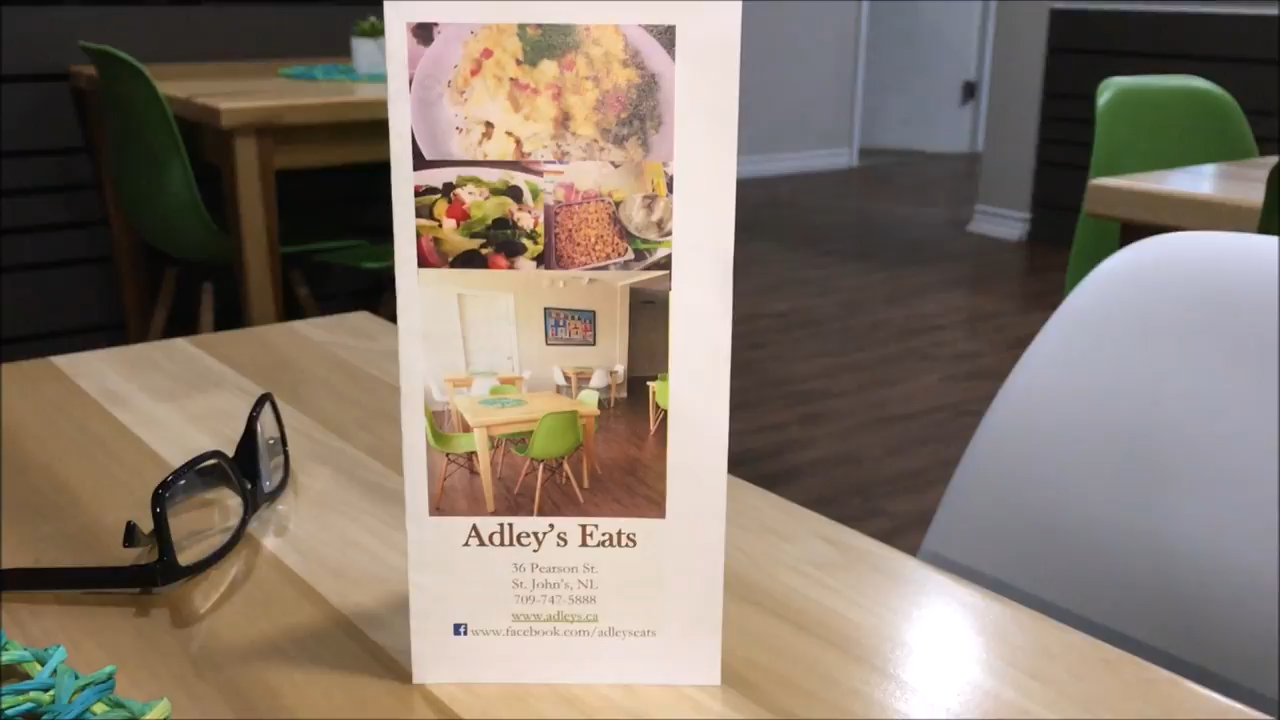 Adley's Eats
36 Pearson St.
St. John's, NL
709-747-5888
www.adleys.ca
www.facebook.com/adleyseats